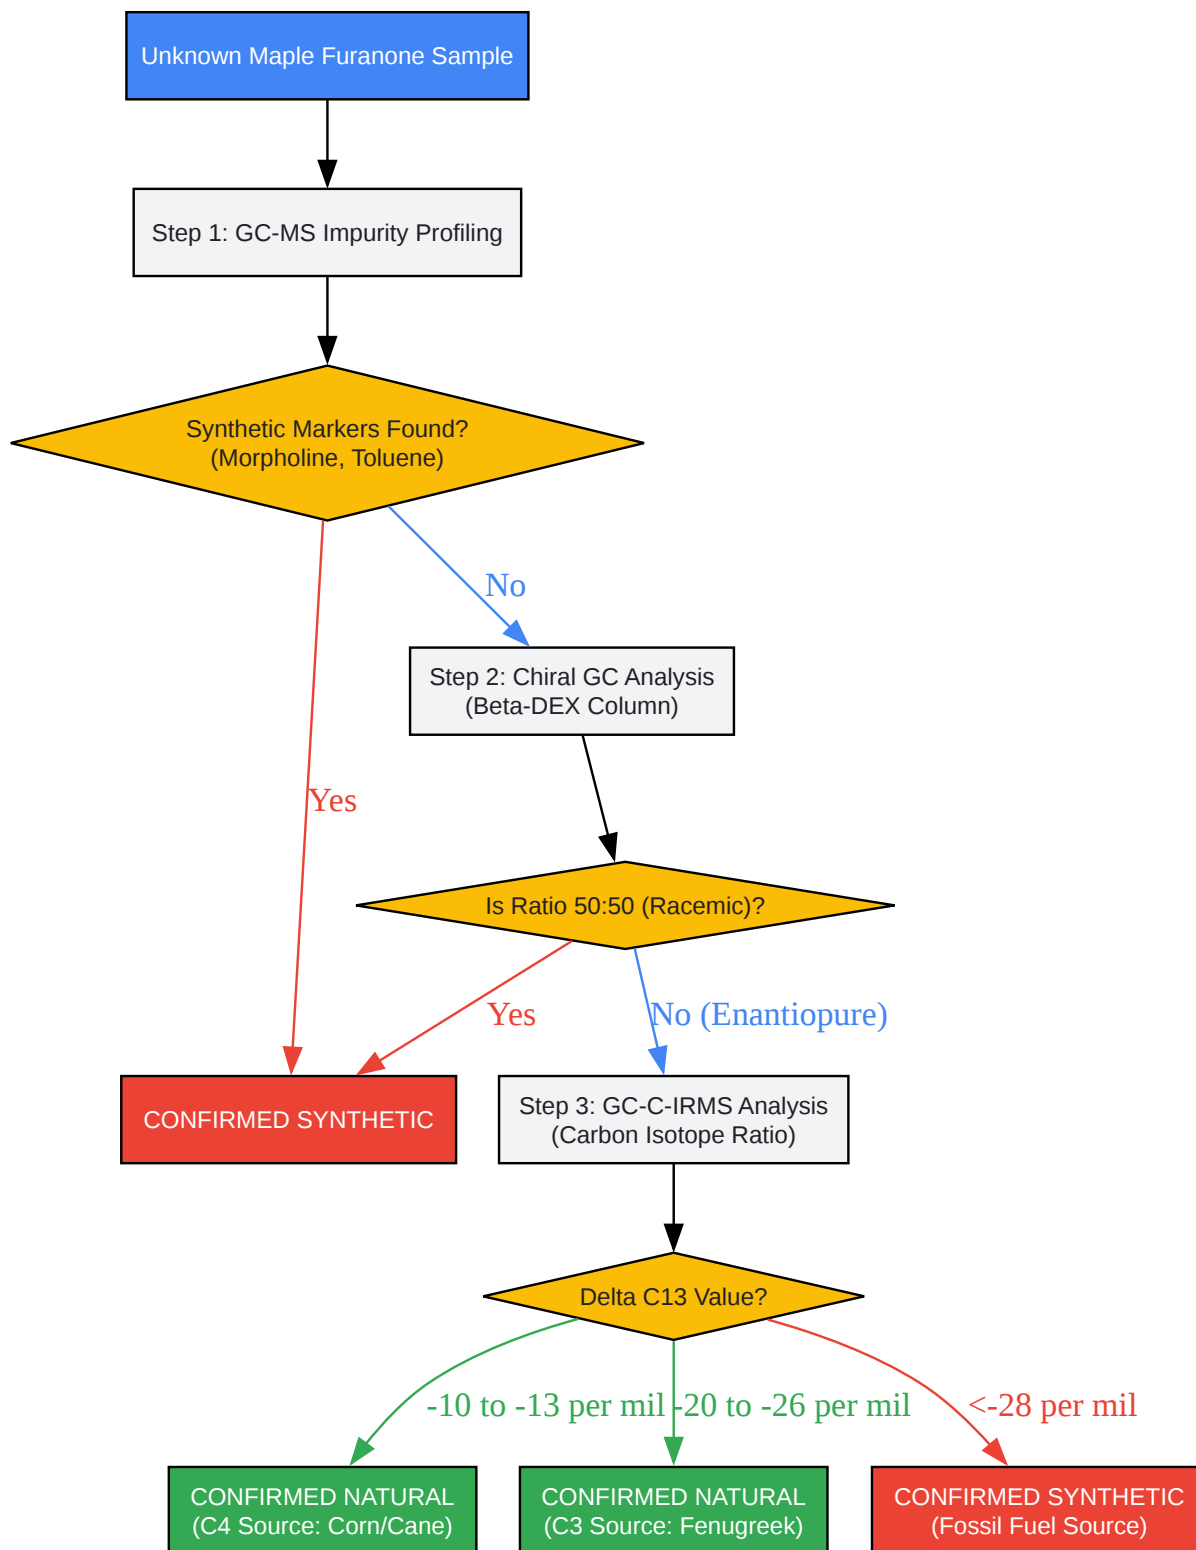 Unknown Maple Furanone Sample
Step 1: GC-MS Impurity Profiling
Synthetic Markers Found?
(Morpholine, Toluene)
No
Step 2: Chiral GC Analysis
(Beta-DEX Column)
Yes
Is Ratio 50:50 (Racemic)?
Yes
No (Enantiopure)
CONFIRMED SYNTHETIC
Step 3: GC-C-IRMS Analysis
(Carbon Isotope Ratio)
Delta C13 Value?
-10 to -13 per mil
-20 to -26 per mil
<-28 per mil
CONFIRMED NATURAL
(C4 Source: Corn/Cane)
CONFIRMED NATURAL
(C3 Source: Fenugreek)
CONFIRMED SYNTHETIC
(Fossil Fuel Source)